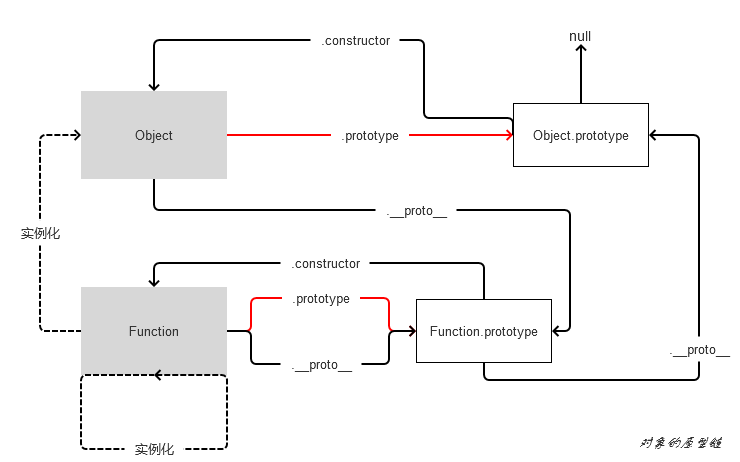 null
.constructor
Object
.prototype
Object.prototype
.__proto__
实例化
.constructor
.prototype
Function
Function.prototype
.__proto__
.__proto__
实例化
对象的原型链